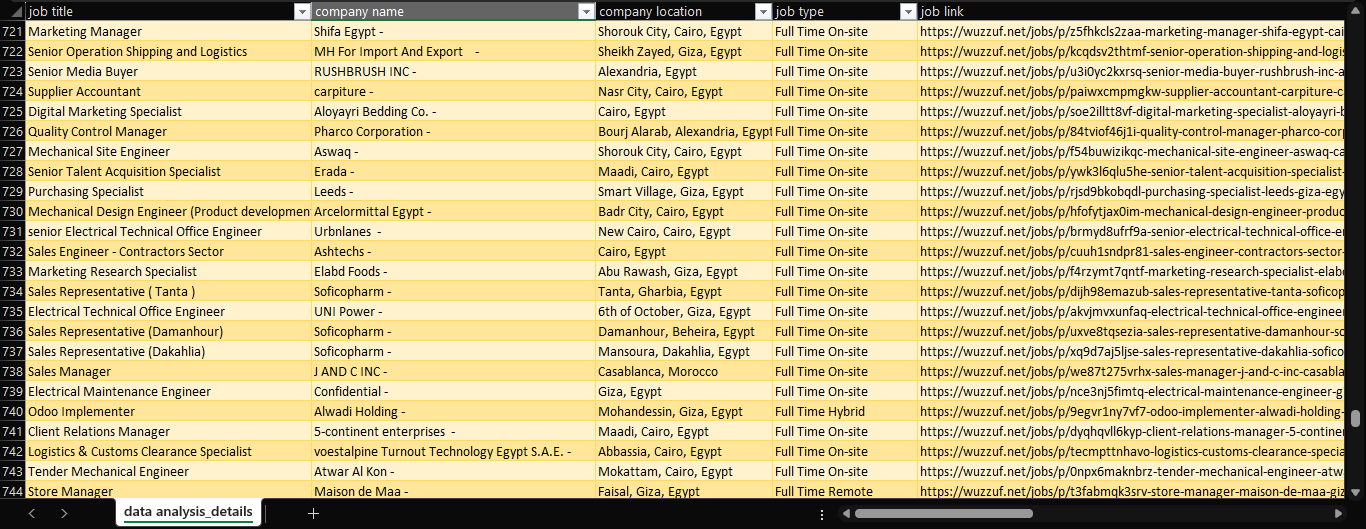 job title company name company location job type job link
721 Marketing Manager Shifa Egypt - Shorouk City, Cairo, Egypt Full Time On-site https://wuzzuf.net/jobs/p/z5fhkcls2zaa-marketing-manager-shifa-egypt-cai
722 Senior Operation Shipping and Logistics MH For Import And Export - Sheikh Zayed, Giza, Egypt Full Time On-site https://wuzzuf.net/jobs/p/kcqdsv2thtmf-senior-operation-shipping-and-logis
723 Senior Media Buyer RUSHBRUSH INC - Alexandria, Egypt Full Time On-site https://wuzzuf.net/jobs/p/u3i0yc2kxrsq-senior-media-buyer-rushbrush-inc-a
724 Supplier Accountant carpiture - Nasr City, Cairo, Egypt Full Time On-site https://wuzzuf.net/jobs/p/paiwxcmpmgkw-supplier-accountant-carpiture-c
725 Digital Marketing Specialist Aloyayri Bedding Co. - Cairo, Egypt Full Time On-site https://wuzzuf.net/jobs/p/soe2illtt8vf-digital-marketing-specialist-aloyayri-b
726 Quality Control Manager Pharco Corporation - Bourj Alarab, Alexandria, Egypt Full Time On-site https://wuzzuf.net/jobs/p/84tviof46j1i-quality-control-manager-pharco-corp
727 Mechanical Site Engineer Aswaq - Shorouk City, Cairo, Egypt Full Time On-site https://wuzzuf.net/jobs/p/f54buwizikqc-mechanical-site-engineer-aswaq-ca
728 Senior Talent Acquisition Specialist Erada - Maadi, Cairo, Egypt Full Time On-site https://wuzzuf.net/jobs/p/ywk3l6qlu5he-senior-talent-acquisition-specialist-
729 Purchasing Specialist Leeds - Smart Village, Giza, Egypt Full Time On-site https://wuzzuf.net/jobs/p/rjsd9bkobqdl-purchasing-specialist-leeds-giza-egy
730 Mechanical Design Engineer (Product developmen Arcelormittal Egypt - Badr City, Cairo, Egypt Full Time On-site https://wuzzuf.net/jobs/p/hfofytjax0im-mechanical-design-engineer-produc
731 senior Electrical Technical Office Engineer Urbnlanes - New Cairo, Cairo, Egypt Full Time On-site https://wuzzuf.net/jobs/p/brmyd8ufrf9a-senior-electrical-technical-office-e
732 Sales Engineer - Contractors Sector Ashtechs - Cairo, Egypt Full Time On-site https://wuzzuf.net/jobs/p/cuuh1sndpr81-sales-engineer-contractors-sector-
733 Marketing Research Specialist Elabd Foods - Abu Rawash, Giza, Egypt Full Time On-site https://wuzzuf.net/jobs/p/f4rzymt7qntf-marketing-research-specialist-elab
734 Sales Representative ( Tanta ) Soficopharm - Tanta, Gharbia, Egypt Full Time On-site https://wuzzuf.net/jobs/p/dijh98emazub-sales-representative-tanta-soficop
735 Electrical Technical Office Engineer UNI Power - 6th of October, Giza, Egypt Full Time On-site https://wuzzuf.net/jobs/p/akvjmvxunfaq-electrical-technical-office-enginee
736 Sales Representative (Damanhour) Soficopharm - Damanhour, Beheira, Egypt Full Time On-site https://wuzzuf.net/jobs/p/uxve8tqsezia-sales-representative-damanhour-so
737 Sales Representative (Dakahlia) Soficopharm - Mansoura, Dakahlia, Egypt Full Time On-site https://wuzzuf.net/jobs/p/xq9d7aj5ljse-sales-representative-dakahlia-sofico
738 Sales Manager J AND C INC - Casablanca, Morocco Full Time On-site https://wuzzuf.net/jobs/p/we87t275vrhx-sales-manager-j-and-c-inc-casabla
739 Electrical Maintenance Engineer Confidential - Giza, Egypt Full Time On-site https://wuzzuf.net/jobs/p/nce3nj5fimtq-electrical-maintenance-engineer-g
740 Odoo Implementer Alwadi Holding - Mohandessin, Giza, Egypt Full Time Hybrid https://wuzzuf.net/jobs/p/9egvr1ny7vf7-odoo-implementer-alwadi-holding-
741 Client Relations Manager 5-continent enterprises - Maadi, Cairo, Egypt Full Time On-site https://wuzzuf.net/jobs/p/dyqhqvll6kyp-client-relations-manager-5-contine
742 Logistics & Customs Clearance Specialist voestalpine Turnout Technology Egypt S.A.E. - Abbassia, Cairo, Egypt Full Time On-site https://wuzzuf.net/jobs/p/tecmpttnhavo-logistics-customs-clearance-specia
743 Tender Mechanical Engineer Atwar Al Kon - Mokattam, Cairo, Egypt Full Time On-site https://wuzzuf.net/jobs/p/0npx6maknbrz-tender-mechanical-engineer-atw
744 Store Manager Maison de Maa - Faisal, Giza, Egypt Full Time Remote https://wuzzuf.net/jobs/p/t3fabmqk3srv-store-manager-maison-de-maa-giz
data analysis_details